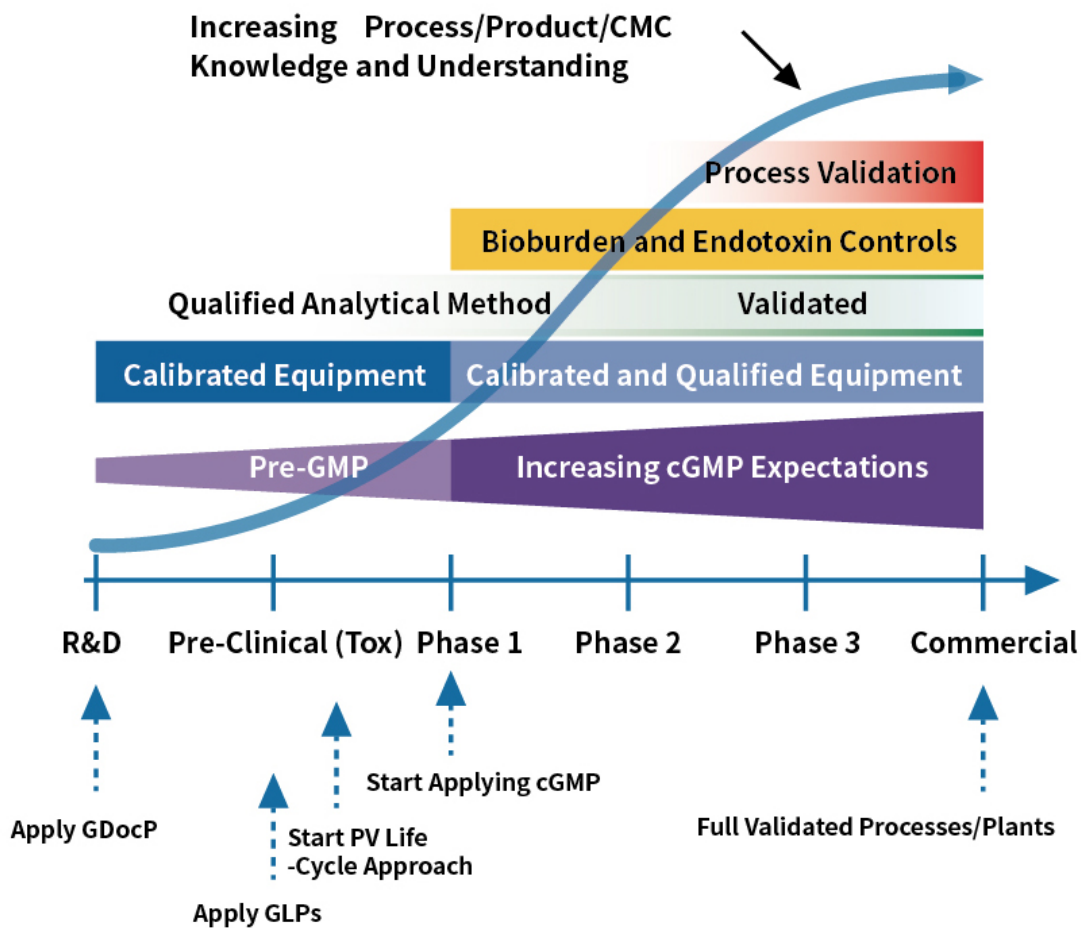 Increasing Process/Product/CMC
Knowledge and Understanding
Process Validation
Bioburden and Endotoxin Controls
Qualified Analytical Method
Validated
Calibrated Equipment
Calibrated and Qualified Equipment
Pre-GMP
Increasing cGMP Expectations
R&D
Pre-Clinical (Tox)
Phase 1
Phase 2
Phase 3
Commercial
Start Applying cGMP
Apply GDocP
Start PV Life
-Cycle Approach
Full Validated Processes/Plants
Apply GLPs